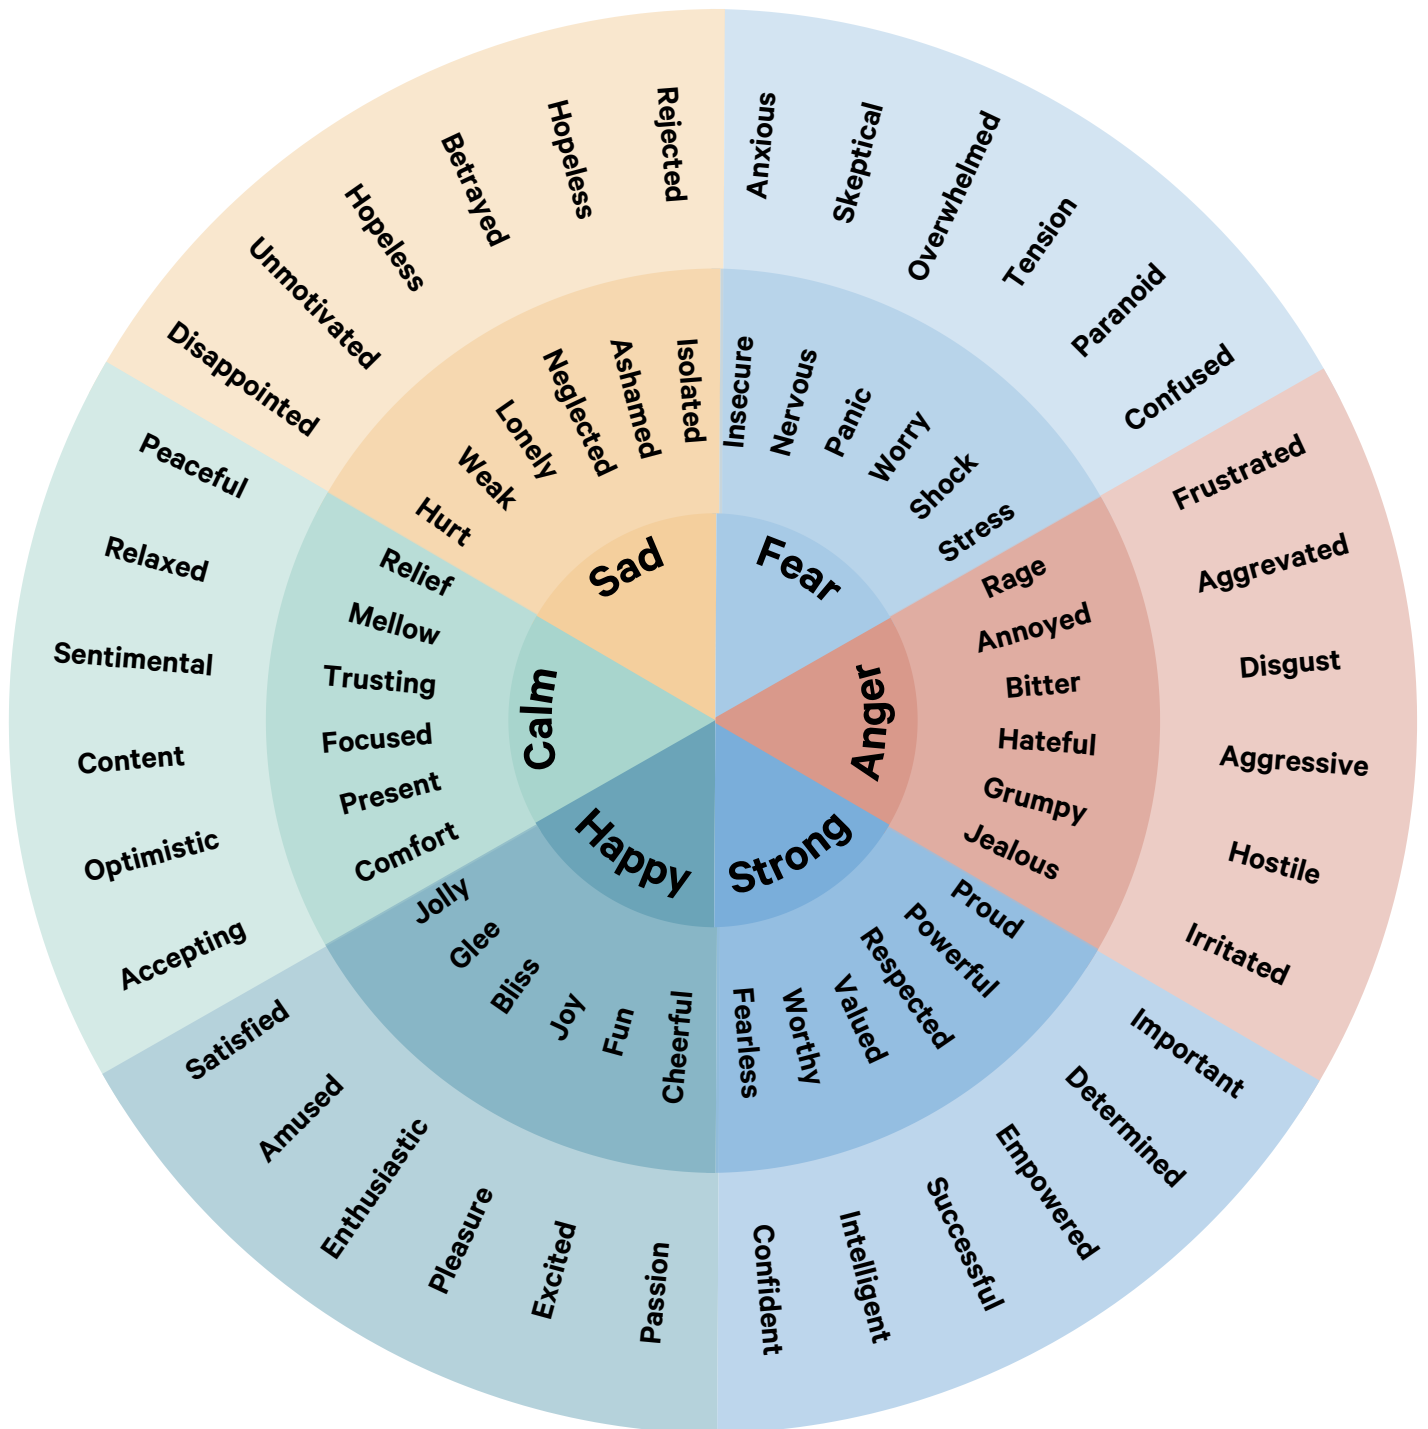 Fear
Insecure
Nervous
Panic
Worry
Shock
Stress
Anxious
Skeptical
Overwhelmed
Tension
Paranoid
Confused
Anger
Rage
Annoyed
Bitter
Hateful
Grumpy
Jealous
Frustrated
Aggrevated
Disgust
Aggressive
Hostile
Irritated
Strong
Proud
Powerful
Respected
Valued
Worthy
Fearless
Important
Determined
Empowered
Successful
Intelligent
Confident
Happy
Cheerful
Fun
Joy
Bliss
Glee
Jolly
Passion
Excited
Pleasure
Enthusiastic
Amused
Satisfied
Calm
Comfort
Present
Focused
Trusting
Mellow
Relief
Accepting
Optimistic
Content
Sentimental
Relaxed
Peaceful
Sad
Hurt
Weak
Lonely
Neglected
Ashamed
Isolated
Disappointed
Unmotivated
Hopeless
Betrayed
Hopeless
Rejected